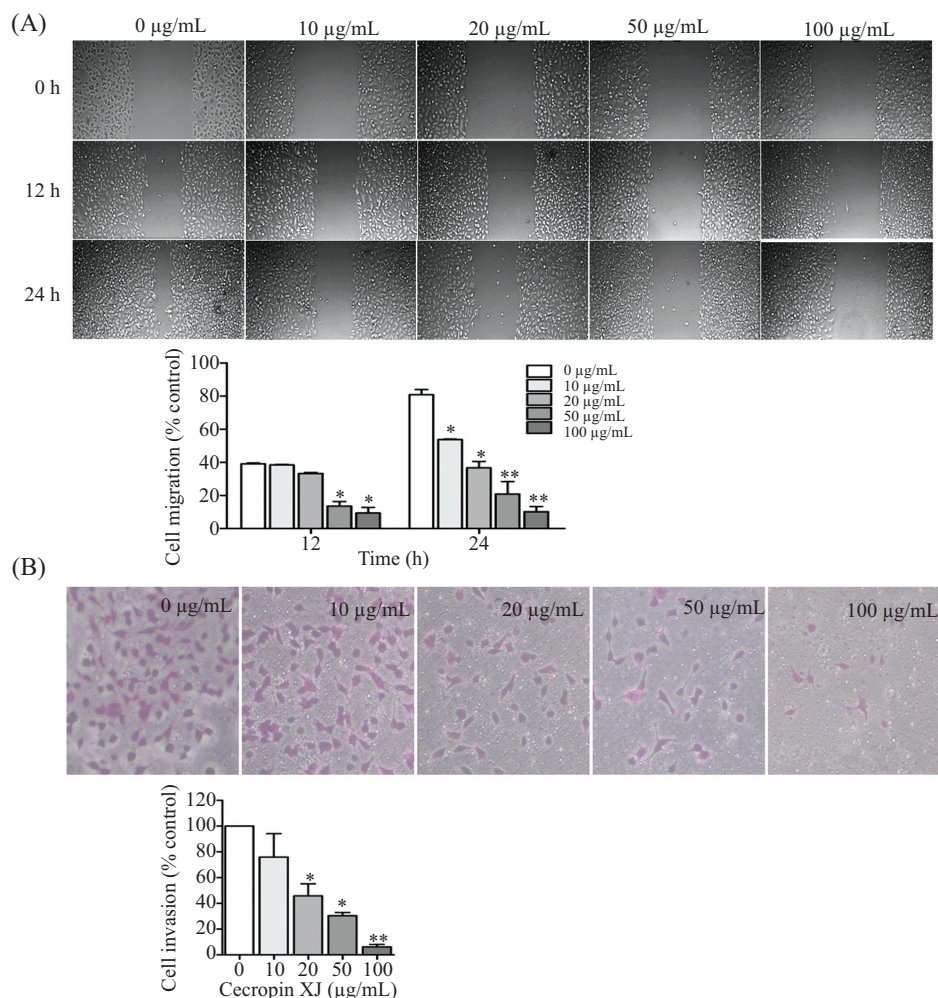 (A)
0 µg/mL 10 µg/mL 20 µg/mL 50 µg/mL 100 µg/mL
0 h
12 h
24 h
Cell migration (% control)
100
80
60
40
20
0
0 µg/mL
10 µg/mL
20 µg/mL
50 µg/mL
100 µg/mL
* * * * ** **
12 24
Time (h)
(B)
0 µg/mL 10 µg/mL 20 µg/mL 50 µg/mL 100 µg/mL
Cell invasion (% control)
120
100
80
60
40
20
0
* * **
0 10 20 50 100
Cecropin XJ (µg/mL)